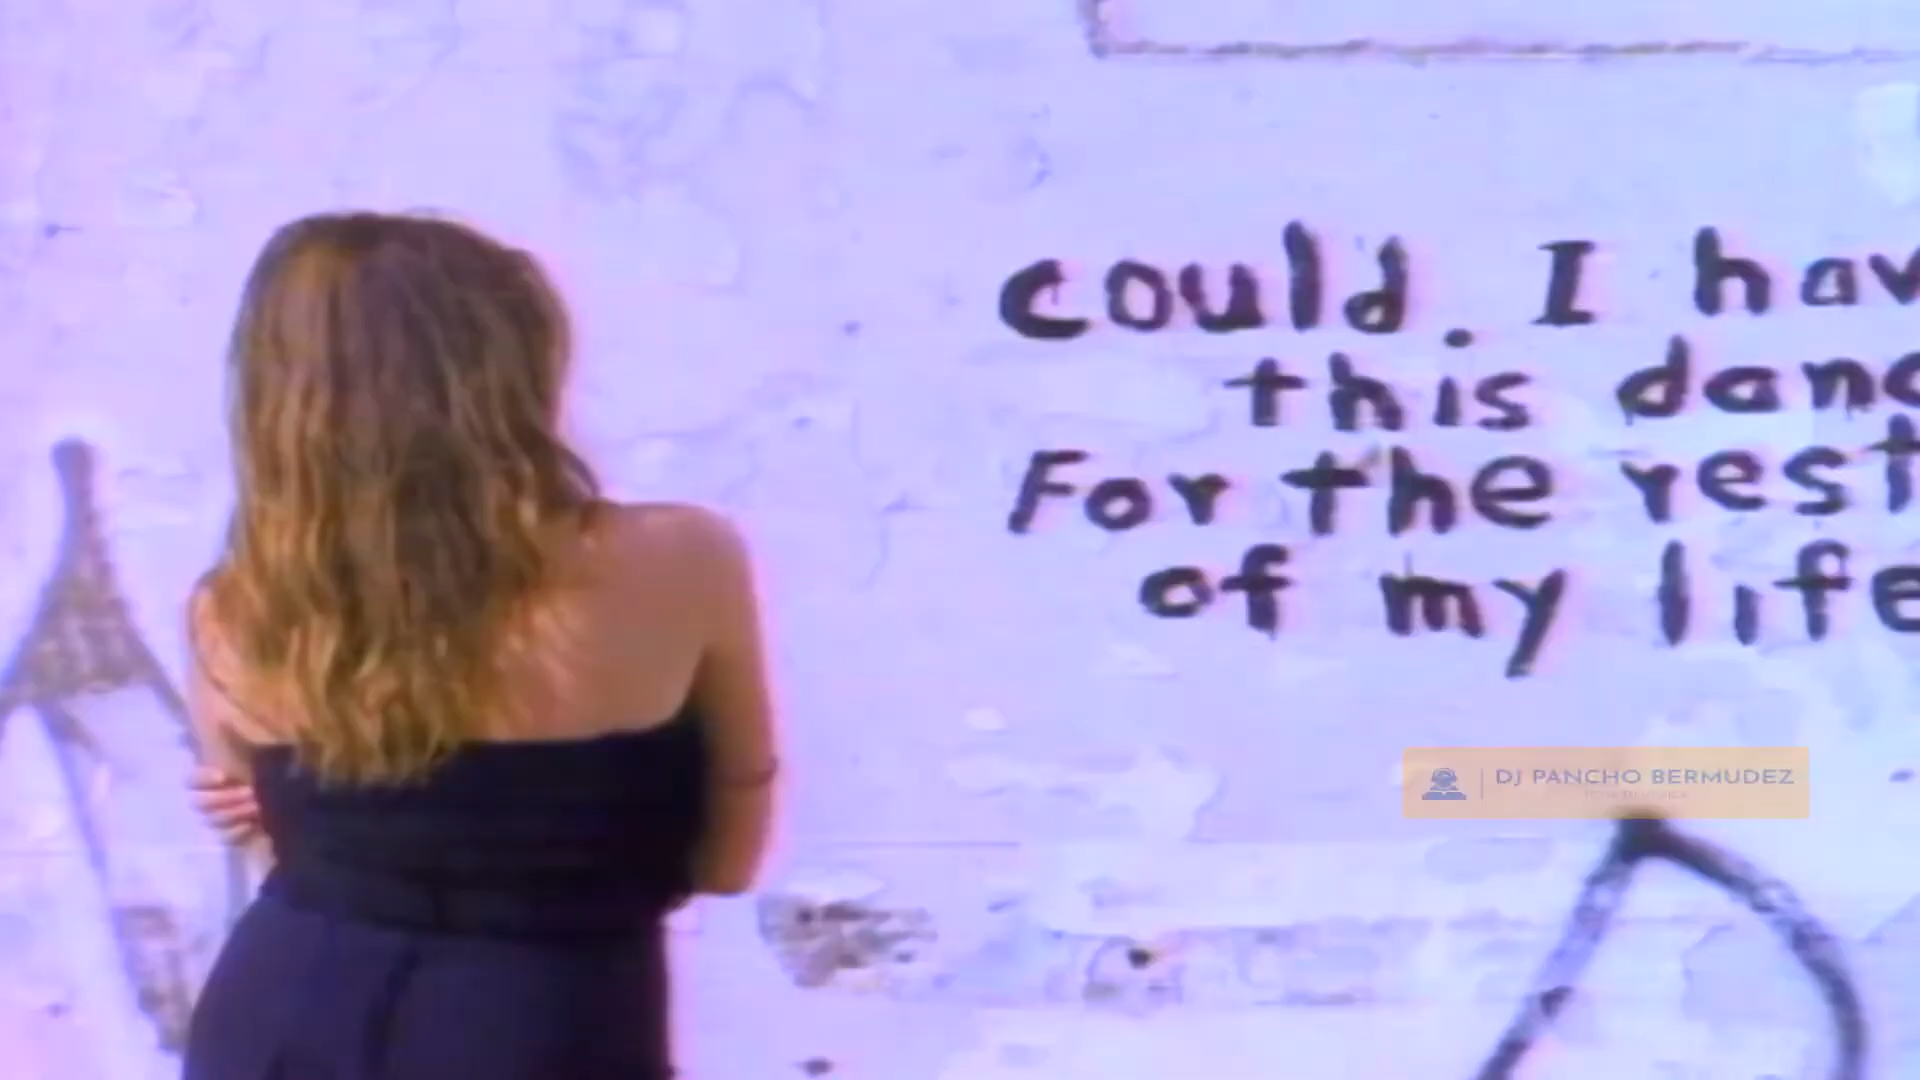 could. I hav
this danc
For the rest
of my life
DJ PANCHO BERMUDEZ